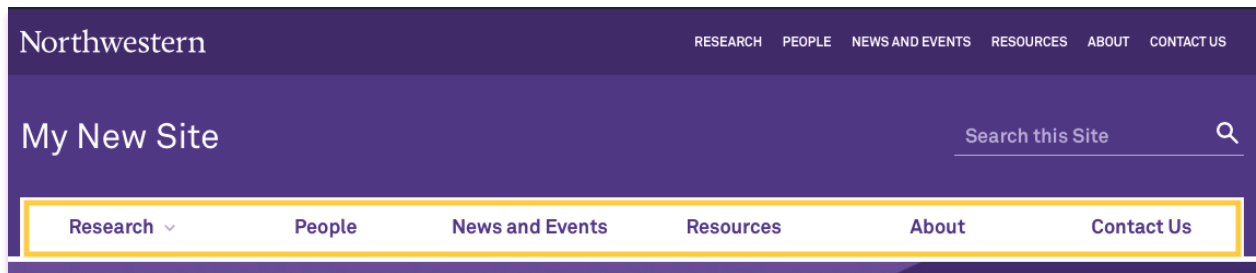 Northwestern RESEARCH PEOPLE NEWS AND EVENTS RESOURCES ABOUT CONTACT US
My New Site Search this Site
Research People News and Events Resources About Contact Us